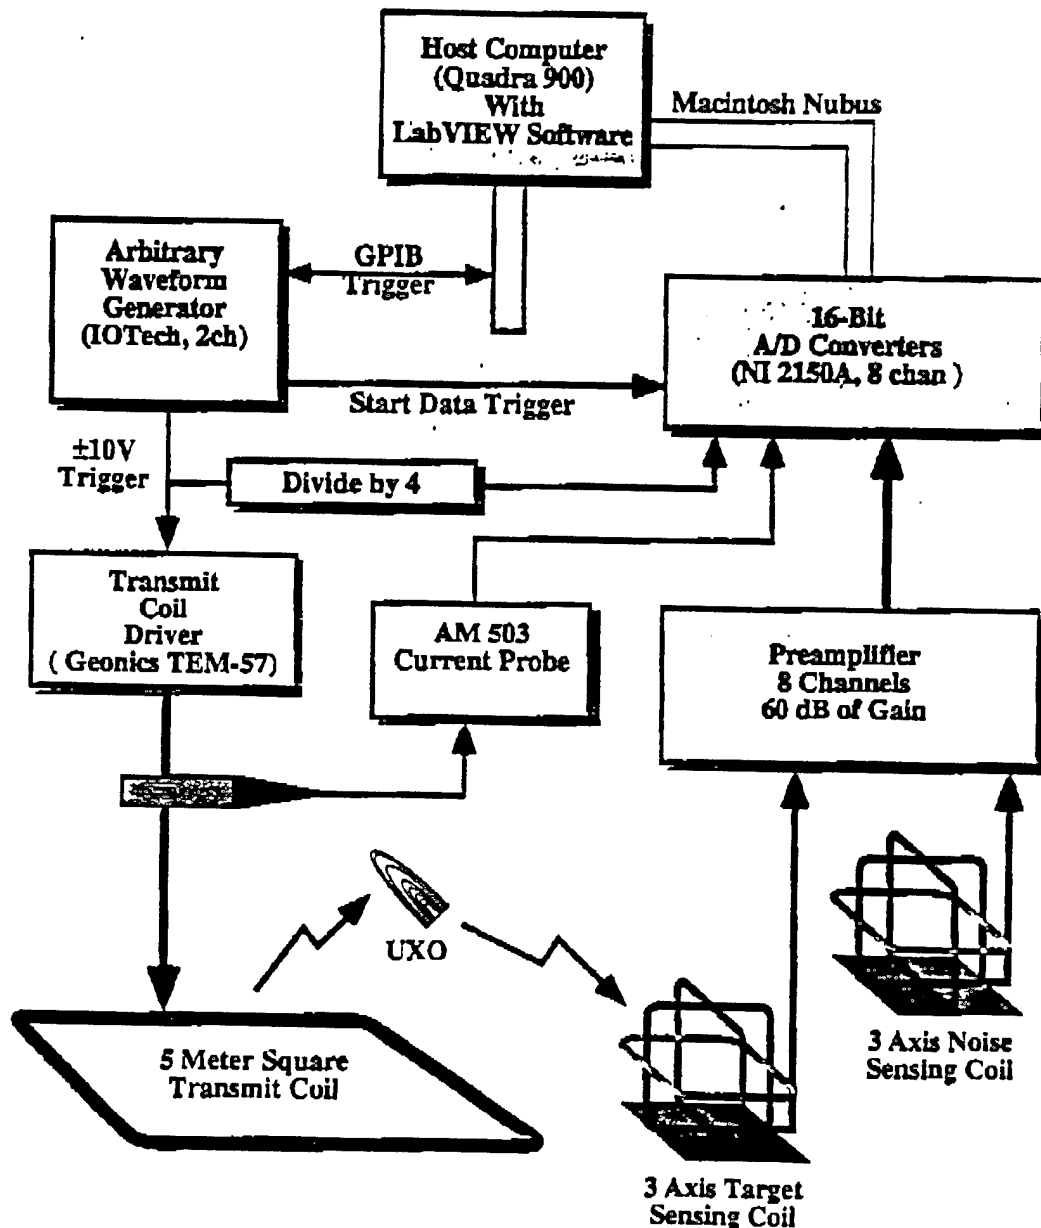 Host Computer
(Quadra 900)
With
LabVIEW Software
Macintosh Nubus
Arbitrary
Waveform
Generator
(IOTech, 2ch)
GPIB
Trigger
16-Bit
A/D Converters
(NI 2150A, 8 chan )
Start Data Trigger
±10V
Trigger
Divide by 4
Transmit
Coil
Driver
( Geonics TEM-57)
AM 503
Current Probe
Preamplifier
8 Channels
60 dB of Gain
UXO
5 Meter Square
Transmit Coil
3 Axis Noise
Sensing Coil
3 Axis Target
Sensing Coil